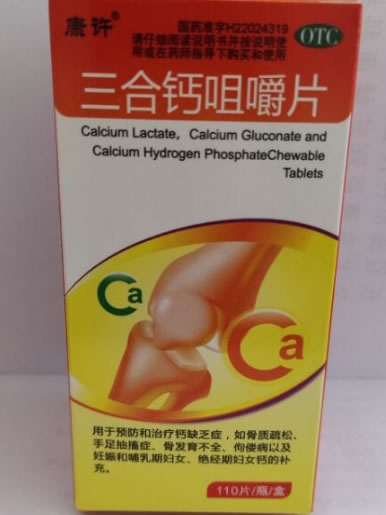 康许®
国药准字H22024319
请仔细阅读说明书并按说明使
用或在药师指导下购买和使用
OTC
三合钙咀嚼片
Calcium Lactate, Calcium Gluconate and
Calcium Hydrogen PhosphateChewable
Tablets
Ca
Ca
用于预防和治疗钙缺乏症，如骨质疏松、
手足抽搐症、骨发育不全、佝偻病以及
妊娠和哺乳期妇女、绝经期妇女钙的补
充。
110片/瓶/盒